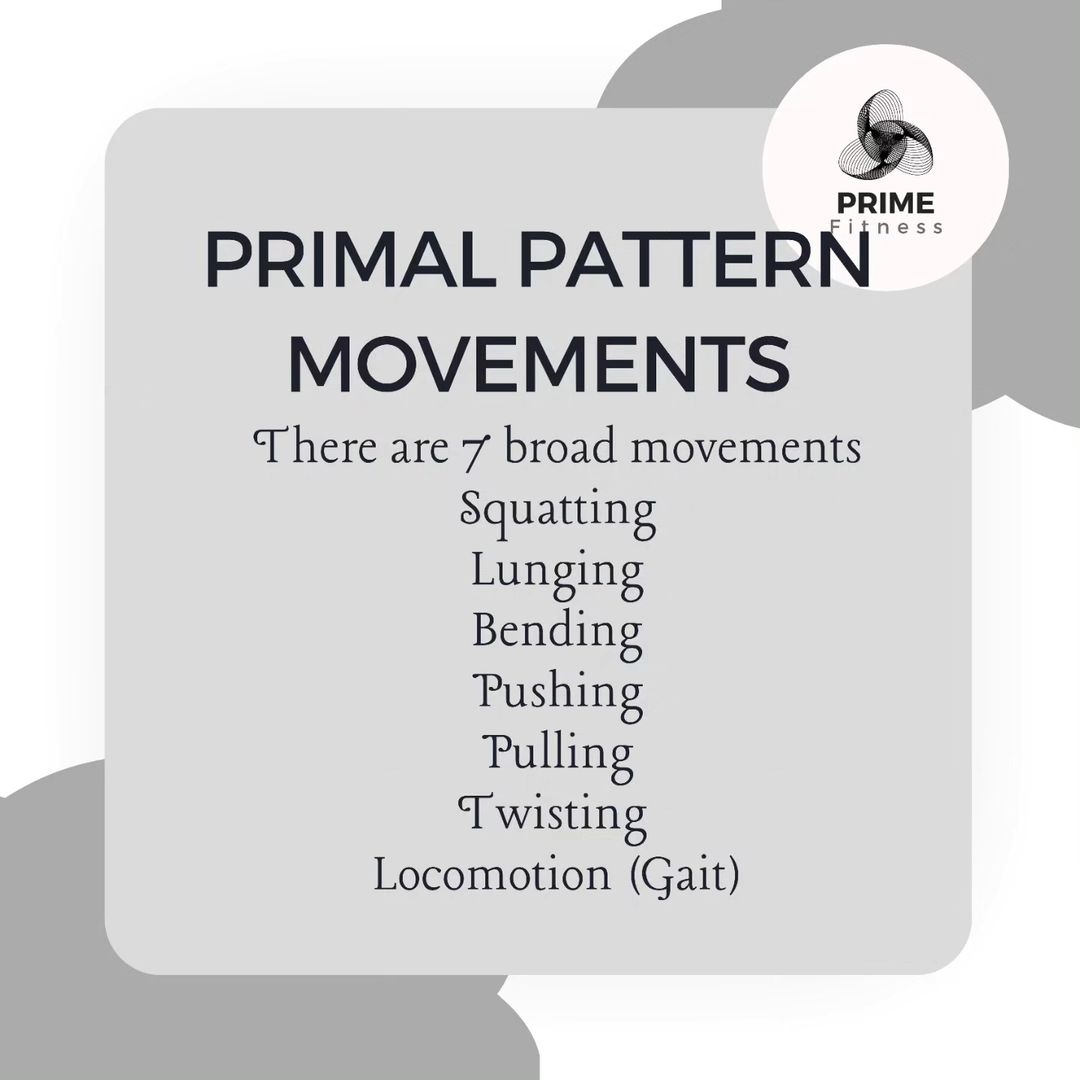 PRIME
Fitness
PRIMAL PATTERN
MOVEMENTS
There are 7 broad movements
Squatting
Lunging
Bending
Pushing
Pulling
Twisting
Locomotion (Gait)